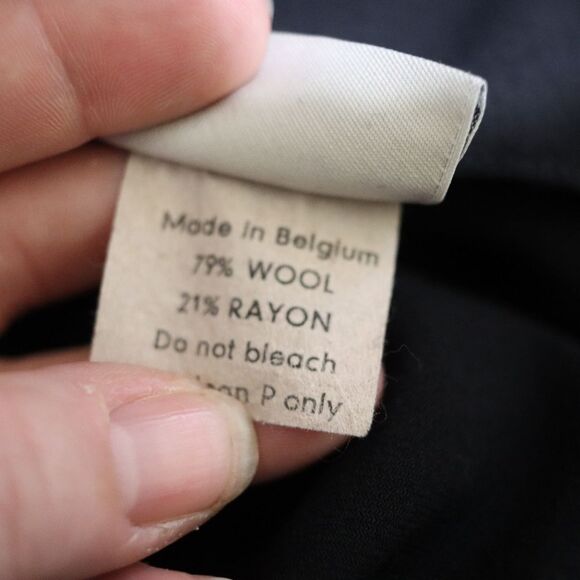 Made in Belgium
79% WOOL
21% RAYON
Do not bleach
P only